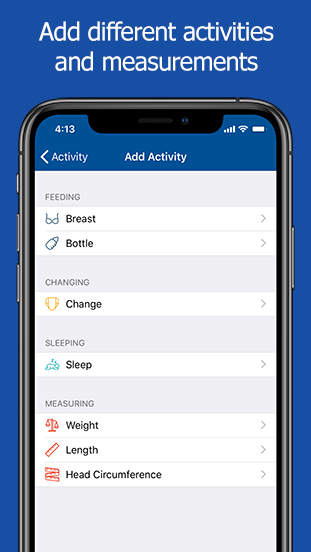 Add different activities
and measurements
4:13
Activity
Add Activity
FEEDING
Breast
Bottle
CHANGING
Change
SLEEPING
Sleep
MEASURING
Weight
Length
Head Circumference